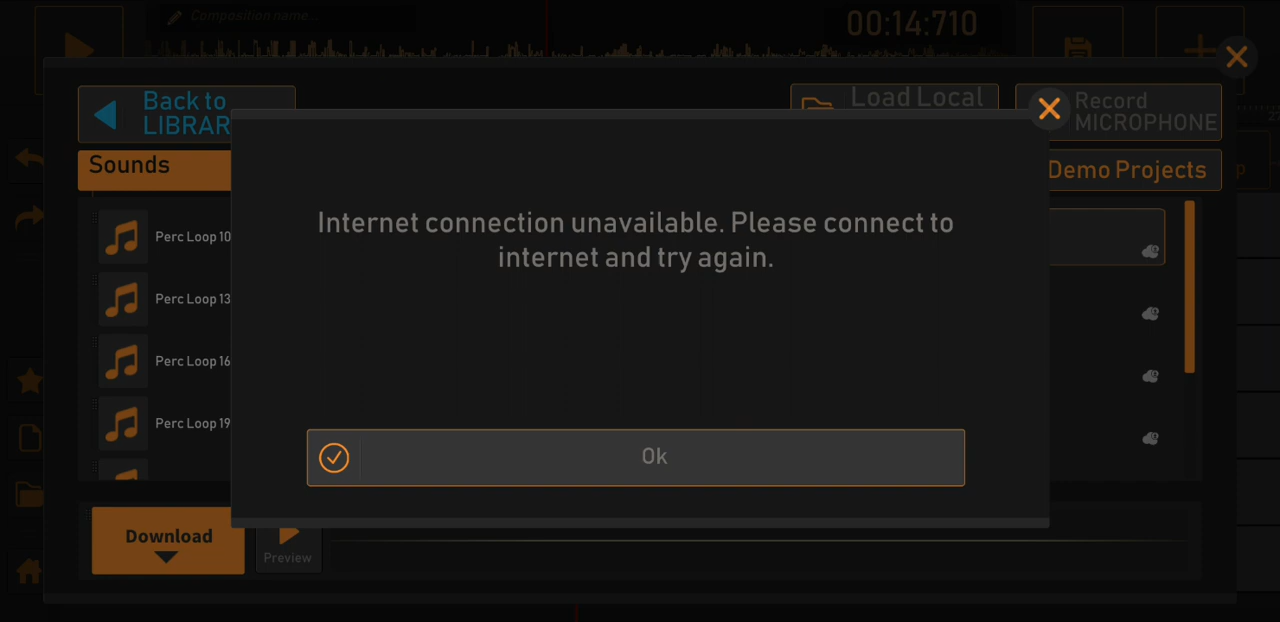 Composition name...
00:14:710
Back to
LIBRAR
Load Local
Record
MICROPHONE
Sounds
Demo Projects
p
Perc Loop 10
Perc Loop 13
Perc Loop 16
Perc Loop 19
Internet connection unavailable. Please connect to
internet and try again.
Ok
Download
Preview